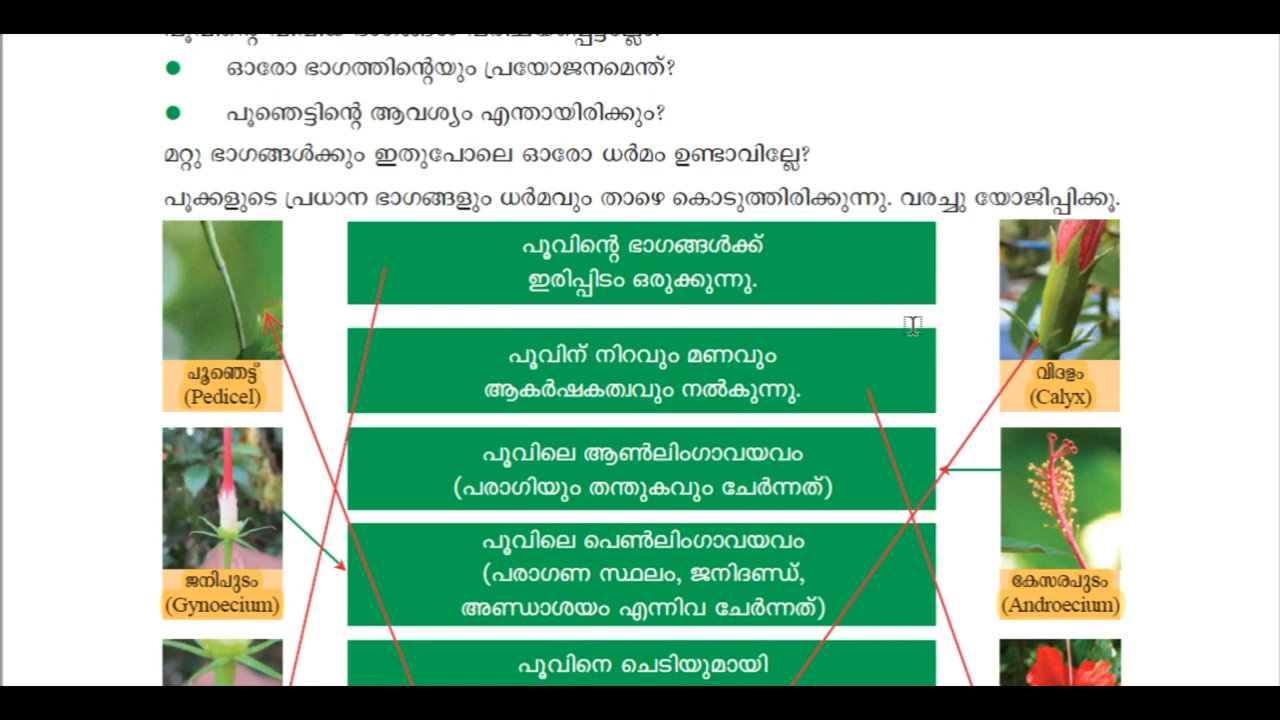 ഓരോ ഭാഗത്തിന്റെയും പ്രയോജനമെന്ത്?
പൂഞെട്ടിന്റെ ആവശ്യം എന്തായിരിക്കും?
മറ്റു ഭാഗങ്ങൾക്കും ഇതുപോലെ ഓരോ ധർമം ഉണ്ടാവില്ലേ?
പൂക്കളുടെ പ്രധാന ഭാഗങ്ങളും ധർമവും താഴെ കൊടുത്തിരിക്കുന്നു. വരച്ചു യോജിപ്പിക്കൂ.
പൂവിന്റെ ഭാഗങ്ങൾക്ക്
ഇരിപ്പിടം ഒരുക്കുന്നു.
പൂവിന് നിറവും മണവും
ആകർഷകത്വവും നൽകുന്നു.
പൂഞെട്ട്
(Pedicel)
വിദളം
(Calyx)
പൂവിലെ ആൺലിംഗാവയവം
(പരാഗിയും തന്തുകവും ചേർന്നത്)
പൂവിലെ പെൺലിംഗാവയവം
(പരാഗണ സ്ഥലം, ജനിദണ്ഡ്,
അണ്ഡാശയം എന്നിവ ചേർന്നത്)
ജനിപുടം
(Gynoecium)
കേസരപുടം
(Androecium)
പൂവിനെ ചെടിയുമായി